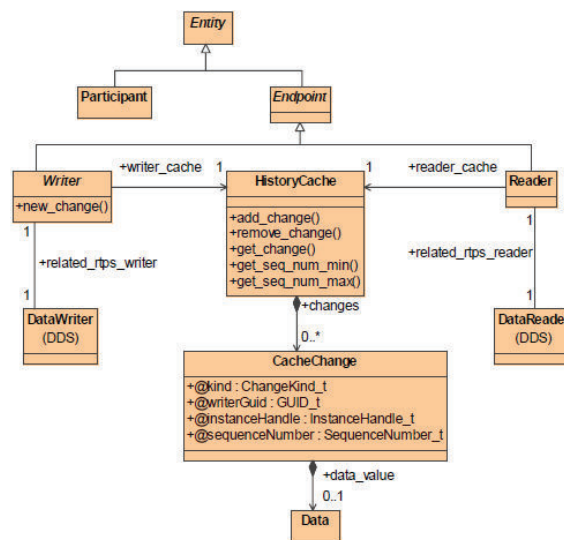 Entity
Participant
Endpoint
+writer_cache
1
1
+reader_cache
Writer
+new_change()
HistoryCache
+add_change()
+remove_change()
+get_change()
+get_seq_num_min()
+get_seq_num_max()
Reader
1
1
+related_rtps_writer
+related_rtps_reader
1
1
+changes
DataWriter
(DDS)
DataReader
(DDS)
0..*
CacheChange
+@kind : ChangeKind_t
+@writerGuid : GUID_t
+@instanceHandle : InstanceHandle_t
+@sequenceNumber : SequenceNumber_t
+data_value
0..1
Data